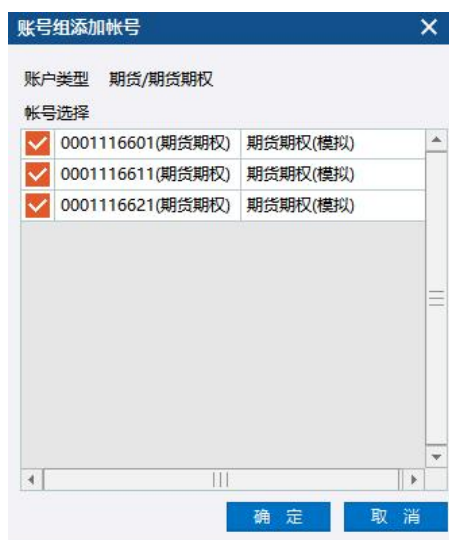 账号组添加帐号
账户类型 期货/期货期权
帐号选择
0001116601(期货期权) 期货期权(模拟)
0001116611(期货期权) 期货期权(模拟)
0001116621(期货期权) 期货期权(模拟)
确定 取消